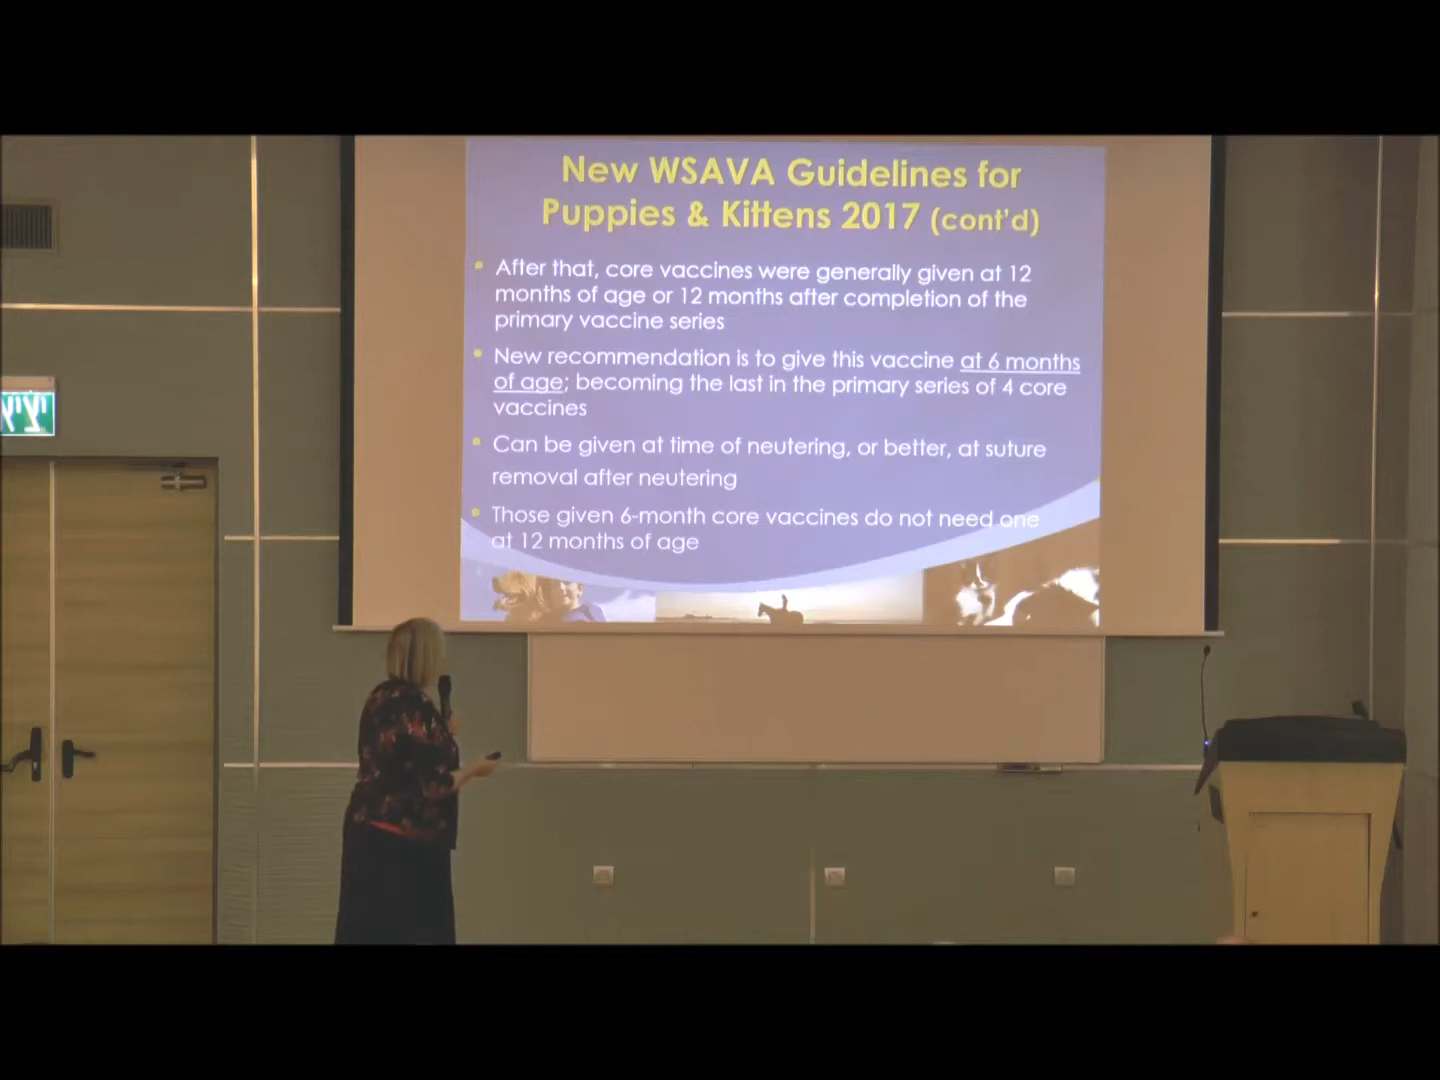 New WSAVA Guidelines for
Puppies & Kittens 2017 (cont'd)
• After that, core vaccines were generally given at 12
months of age or 12 months after completion of the
primary vaccine series
• New recommendation is to give this vaccine at 6 months
of age; becoming the last in the primary series of 4 core
vaccines
• Can be given at time of neutering, or better, at suture
removal after neutering
• Those given 6-month core vaccines do not need one
at 12 months of age